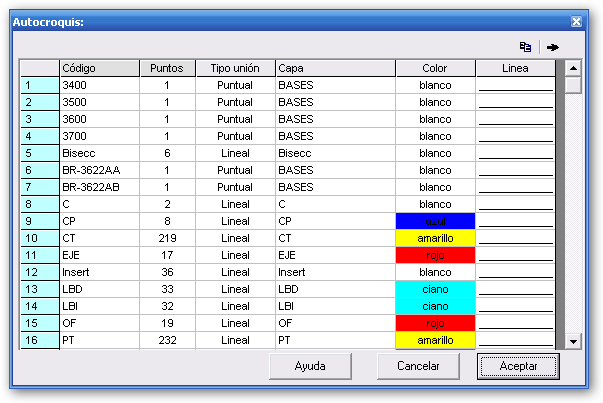 Autocroquis:
Código Puntos Tipo unión Capa Color Linea
1 3400 1 Puntual BASES blanco
2 3500 1 Puntual BASES blanco
3 3600 1 Puntual BASES blanco
4 3700 1 Puntual BASES blanco
5 Bisecc 6 Lineal Bisecc blanco
6 BR-3622AA 1 Puntual BASES blanco
7 BR-3622AB 1 Puntual BASES blanco
8 C 2 Lineal C blanco
9 CP 8 Lineal CP azul
10 CT 219 Lineal CT amarillo
11 EJE 17 Lineal EJE rojo
12 Insert 36 Lineal Insert blanco
13 LBD 33 Lineal LBD ciano
14 LBI 32 Lineal LBI ciano
15 OF 19 Lineal OF rojo
16 PT 232 Lineal PT amarillo
Ayuda Cancelar Aceptar